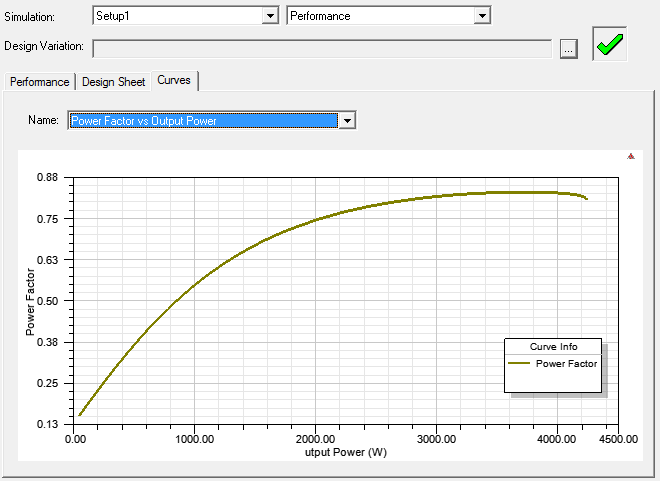 Simulation: Setup1 Performance
Design Variation: ...
Performance Design Sheet Curves
Name: Power Factor vs Output Power
0.88
0.75
0.63
0.50
0.38
0.25
0.13
Power Factor
Curve Info
Power Factor
0.00 1000.00 2000.00 3000.00 4000.00 4500.00
utput Power (W)